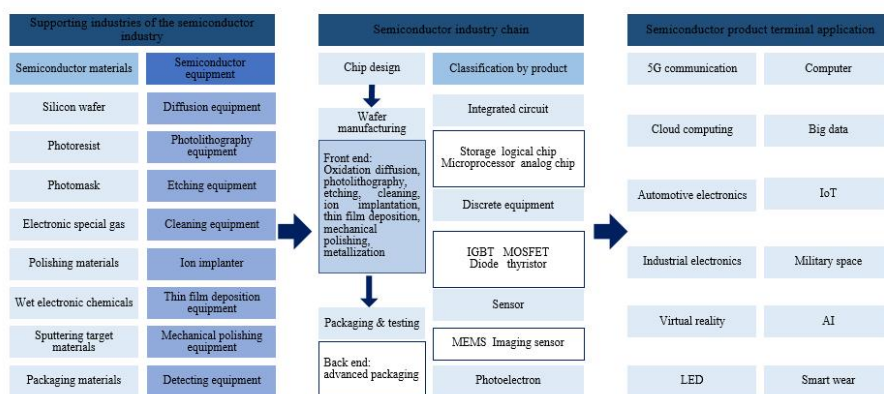 Supporting industries of the semiconductor
industry
Semiconductor materials
Semiconductor
equipment
Silicon wafer
Diffusion equipment
Photoresist
Photolithography
equipment
Photomask
Etching equipment
Electronic special gas
Cleaning equipment
Polishing materials
Ion implanter
Wet electronic chemicals
Thin film deposition
equipment
Sputtering target
materials
Mechanical polishing
equipment
Packaging materials
Detecting equipment
Semiconductor industry chain
Chip design
Wafer
manufacturing
Front end:
Oxidation diffusion,
photolithography,
etching, cleaning,
ion implantation,
thin film deposition,
mechanical
polishing,
metallization
Packaging & testing
Back end:
advanced packaging
Classification by product
Integrated circuit
Storage logical chip
Microprocessor analog chip
Discrete equipment
IGBT MOSFET
Diode thyristor
Sensor
MEMS Imaging sensor
Photoelectron
Semiconductor product terminal application
5G communication
Computer
Cloud computing
Big data
Automotive electronics
IoT
Industrial electronics
Military space
Virtual reality
AI
LED
Smart wear